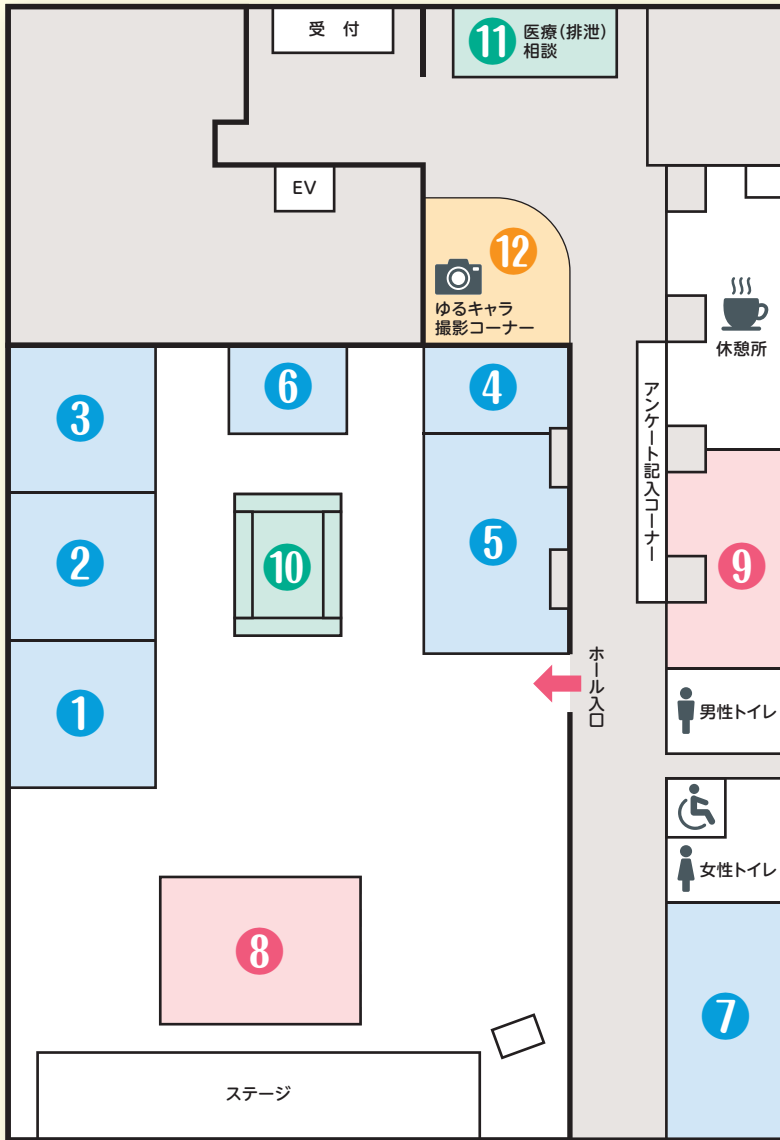 受　付
11 医療(排泄)
相談
EV
12
ゆるキャラ
撮影コーナー
休憩所
3
6
4
アンケート記入コーナー
2
10
5
9
1
ホール入口
男性トイレ
女性トイレ
8
7
ステージ